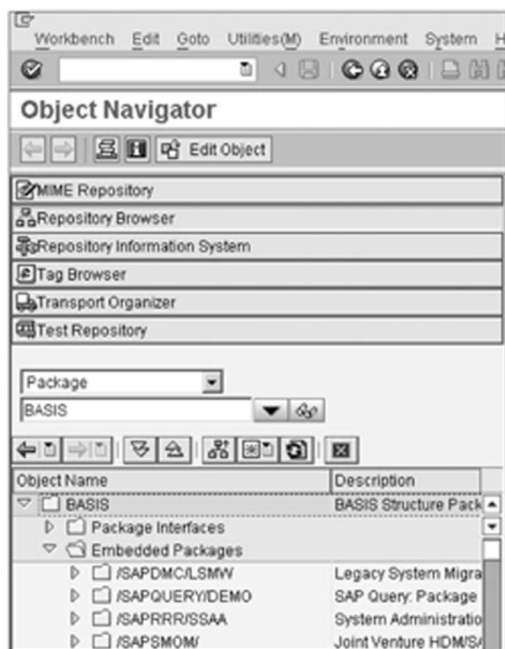 Workbench Edit Goto Utilities(M) Environment System H
Object Navigator
Edit Object
MIME Repository
Repository Browser
Repository Information System
Tag Browser
Transport Organizer
Test Repository
Package
BASIS
Object Name Description
BASIS BASIS Structure Pack
Package Interfaces
Embedded Packages
/SAPDMC/LSMW Legacy System Migra
/SAPQUERY/DEMO SAP Query: Package
/SAPRRR/SSAA System Administratio
/SAPSMOM/ Joint Venture HDM/SA